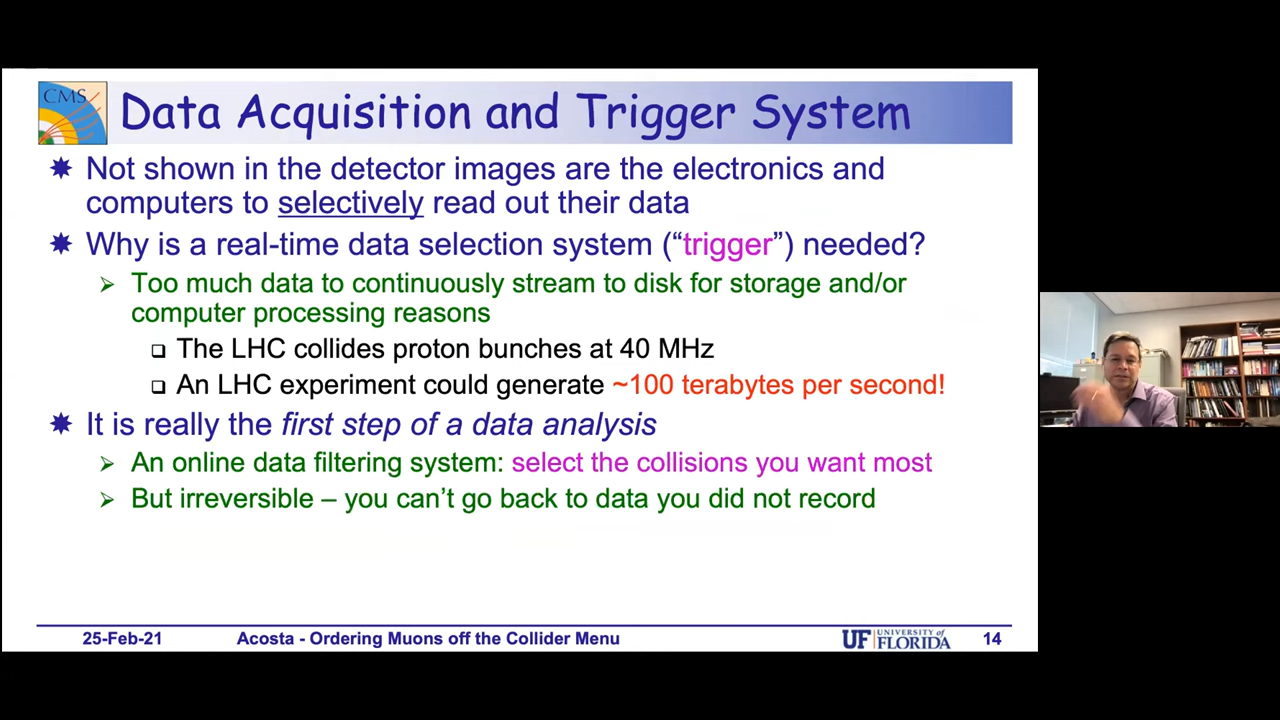 CMS
Data Acquisition and Trigger System
Not shown in the detector images are the electronics and
computers to selectively read out their data
Why is a real-time data selection system (“trigger”) needed?
Too much data to continuously stream to disk for storage and/or
computer processing reasons
The LHC collides proton bunches at 40 MHz
An LHC experiment could generate ~100 terabytes per second!
It is really the first step of a data analysis
An online data filtering system: select the collisions you want most
But irreversible – you can’t go back to data you did not record
25-Feb-21
Acosta - Ordering Muons off the Collider Menu
UF UNIVERSITY of
FLORIDA
14